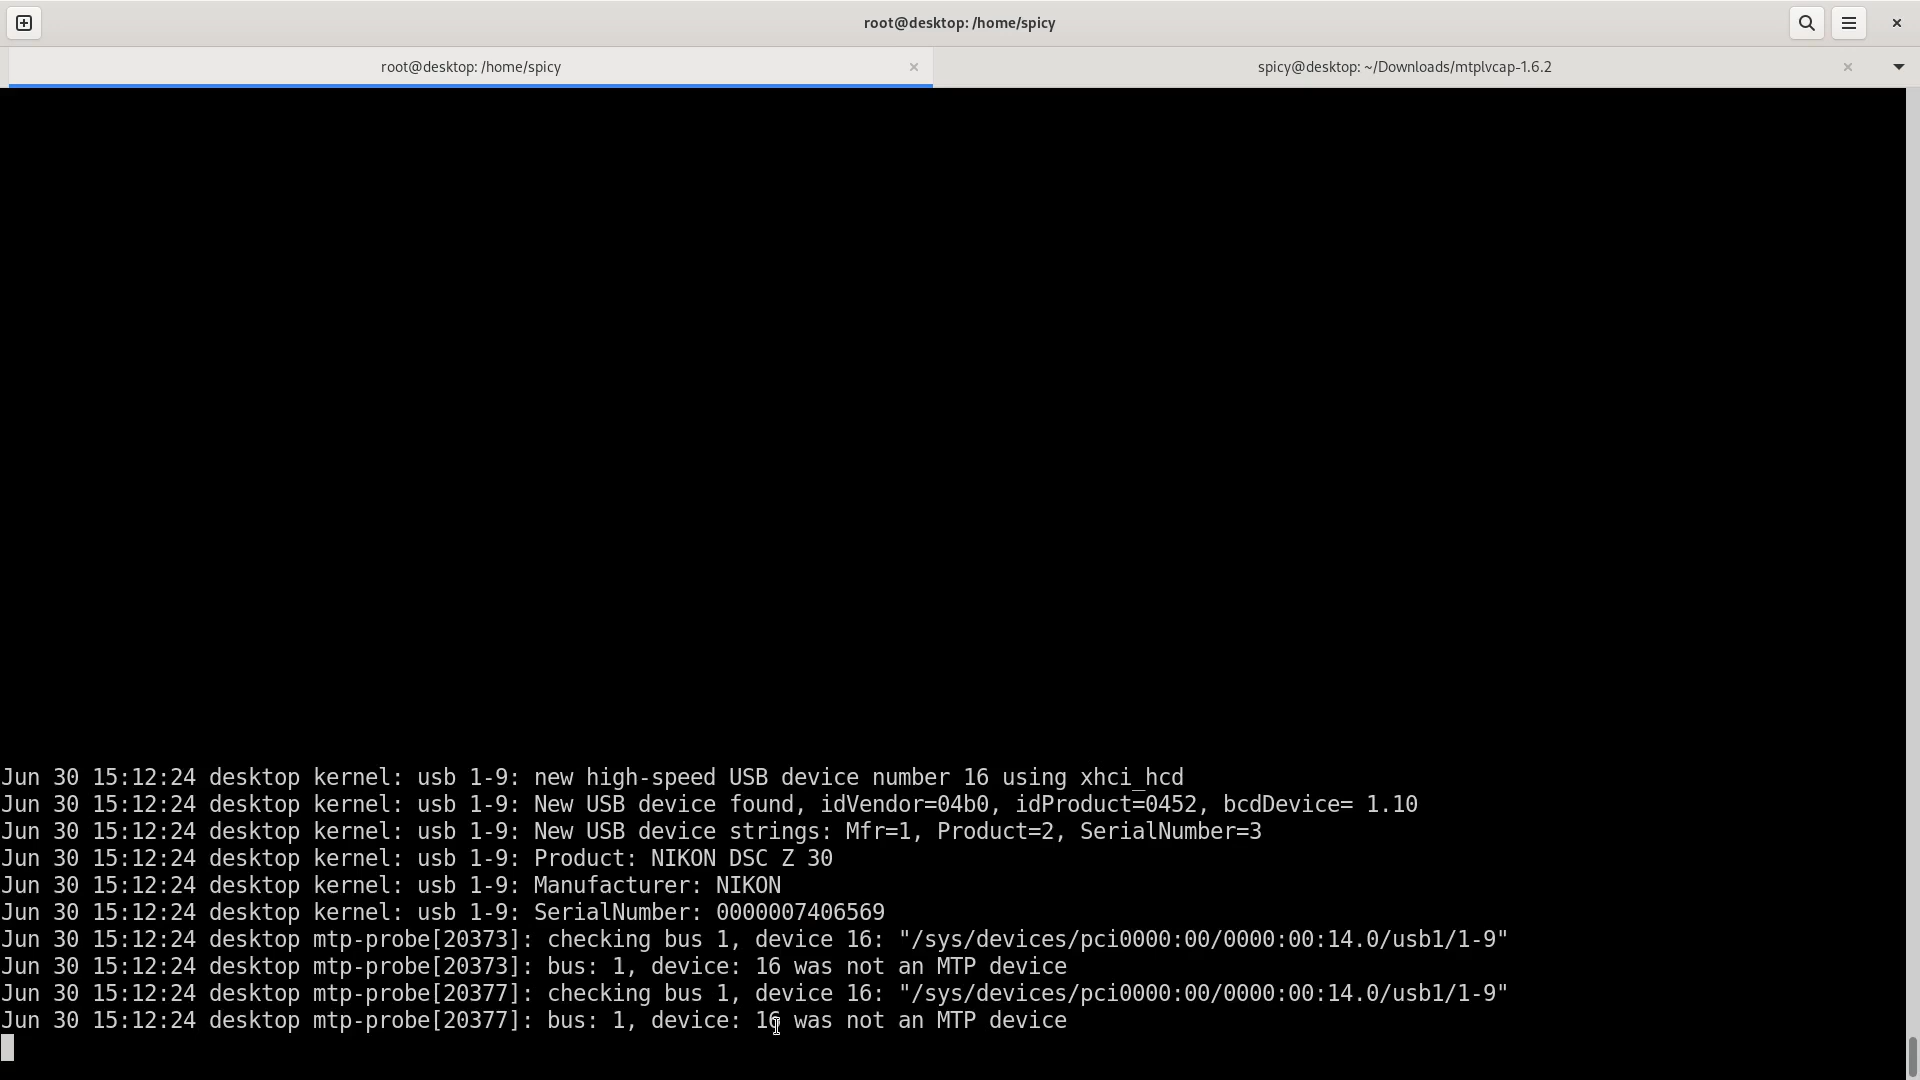 root@desktop: /home/spicy
root@desktop: /home/spicy
spicy@desktop: ~/Downloads/mtplvcap-1.6.2
Jun 30 15:12:24 desktop kernel: usb 1-9: new high-speed USB device number 16 using xhci_hcd
Jun 30 15:12:24 desktop kernel: usb 1-9: New USB device found, idVendor=04b0, idProduct=0452, bcdDevice= 1.10
Jun 30 15:12:24 desktop kernel: usb 1-9: New USB device strings: Mfr=1, Product=2, SerialNumber=3
Jun 30 15:12:24 desktop kernel: usb 1-9: Product: NIKON DSC Z 30
Jun 30 15:12:24 desktop kernel: usb 1-9: Manufacturer: NIKON
Jun 30 15:12:24 desktop kernel: usb 1-9: SerialNumber: 0000007406569
Jun 30 15:12:24 desktop mtp-probe[20373]: checking bus 1, device 16: "/sys/devices/pci0000:00/0000:00:14.0/usb1/1-9"
Jun 30 15:12:24 desktop mtp-probe[20373]: bus: 1, device: 16 was not an MTP device
Jun 30 15:12:24 desktop mtp-probe[20377]: checking bus 1, device 16: "/sys/devices/pci0000:00/0000:00:14.0/usb1/1-9"
Jun 30 15:12:24 desktop mtp-probe[20377]: bus: 1, device: 16 was not an MTP device